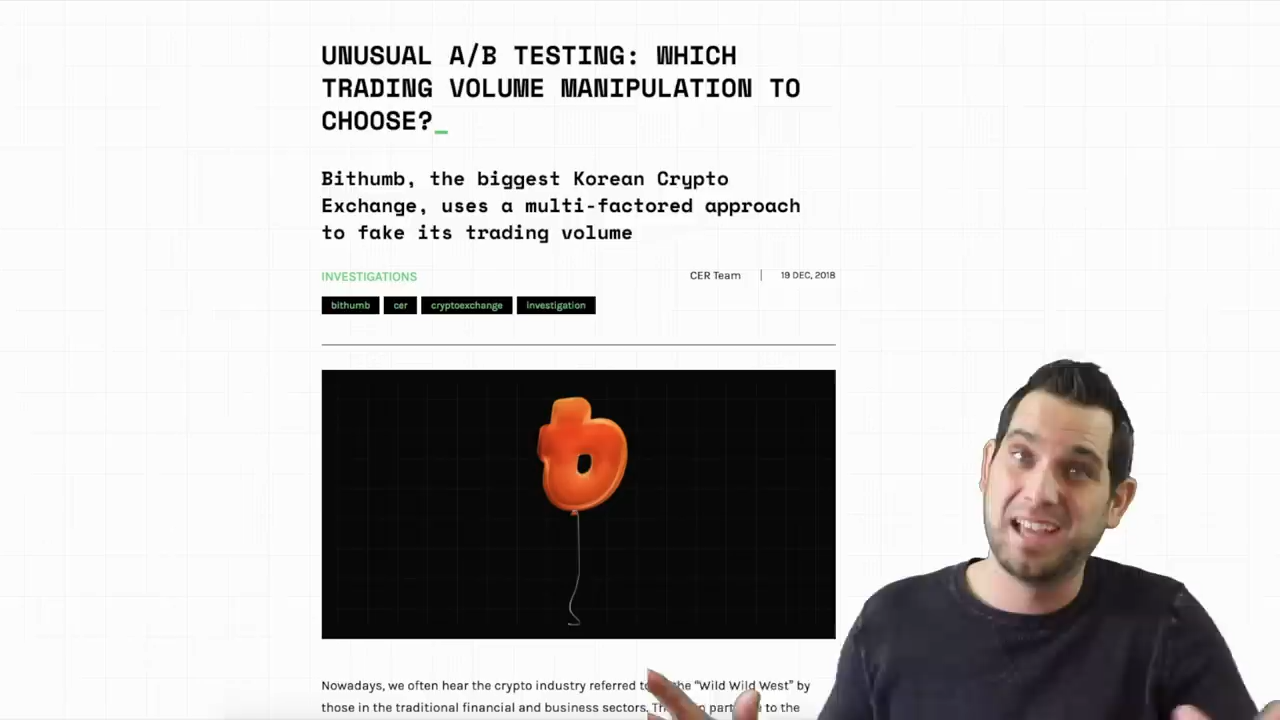 UNUSUAL A/B TESTING: WHICH
TRADING VOLUME MANIPULATION TO
CHOOSE?_
Bithumb, the biggest Korean Crypto
Exchange, uses a multi-factored approach
to fake its trading volume
INVESTIGATIONS
CER Team | 19 DEC, 2018
bithumb cer cryptoexchange investigation
b
Nowadays, we often hear the crypto industry referred the "Wild Wild West" by
those in the traditional financial and business sectors. to the